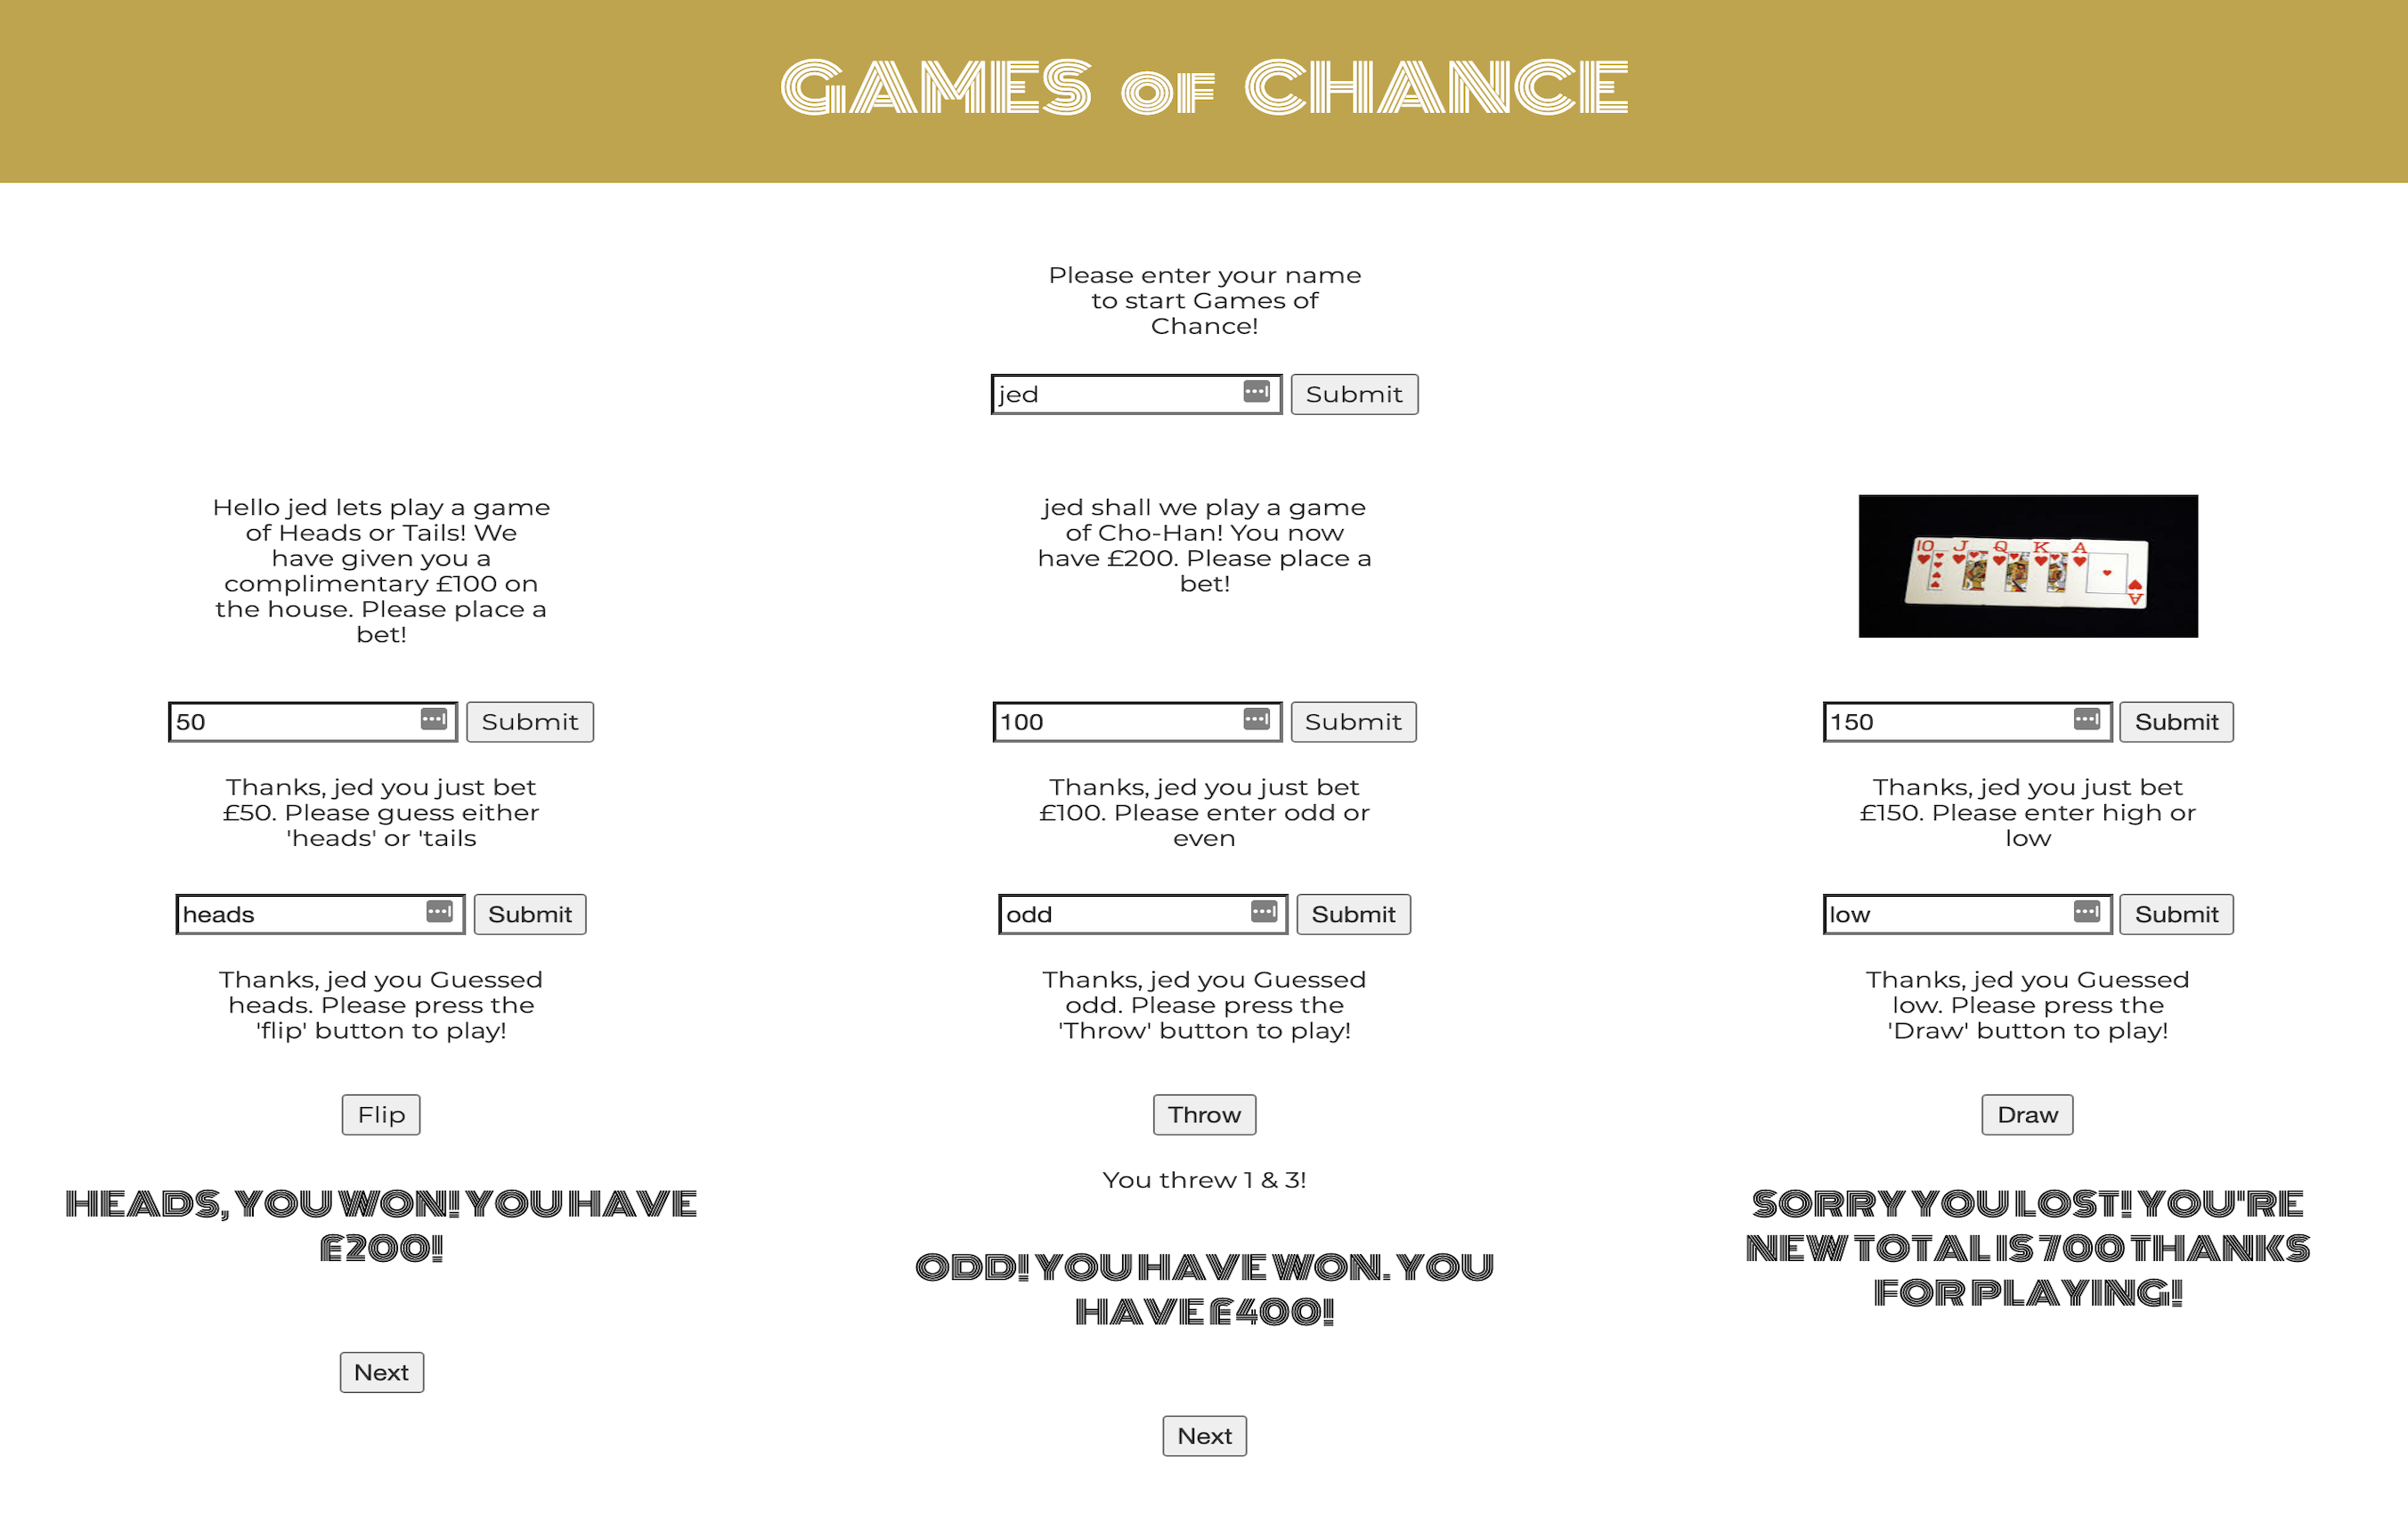 GAMES OF CHANCE
Please enter your name
to start Games of
Chance!
jed
Submit
Hello jed lets play a game
of Heads or Tails! We
have given you a
complimentary £100 on
the house. Please place a
bet!
50
Submit
Thanks, jed you just bet
£50. Please guess either
'heads' or 'tails
heads
Submit
Thanks, jed you Guessed
heads. Please press the
'flip' button to play!
Flip
HEADS, YOU WON! YOU HAVE
£200!
Next
jed shall we play a game
of Cho-Han! You now
have £200. Please place a
bet!
100
Submit
Thanks, jed you just bet
£100. Please enter odd or
even
odd
Submit
Thanks, jed you Guessed
odd. Please press the
'Throw' button to play!
Throw
You threw 1 & 3!
ODD! YOU HAVE WON. YOU
HAVE £400!
Next
10 J Q K A
A
150
Submit
Thanks, jed you just bet
£150. Please enter high or
low
low
Submit
Thanks, jed you Guessed
low. Please press the
'Draw' button to play!
Draw
SORRY YOU LOST! YOU'RE
NEW TOTAL IS 700 THANKS
FOR PLAYING!